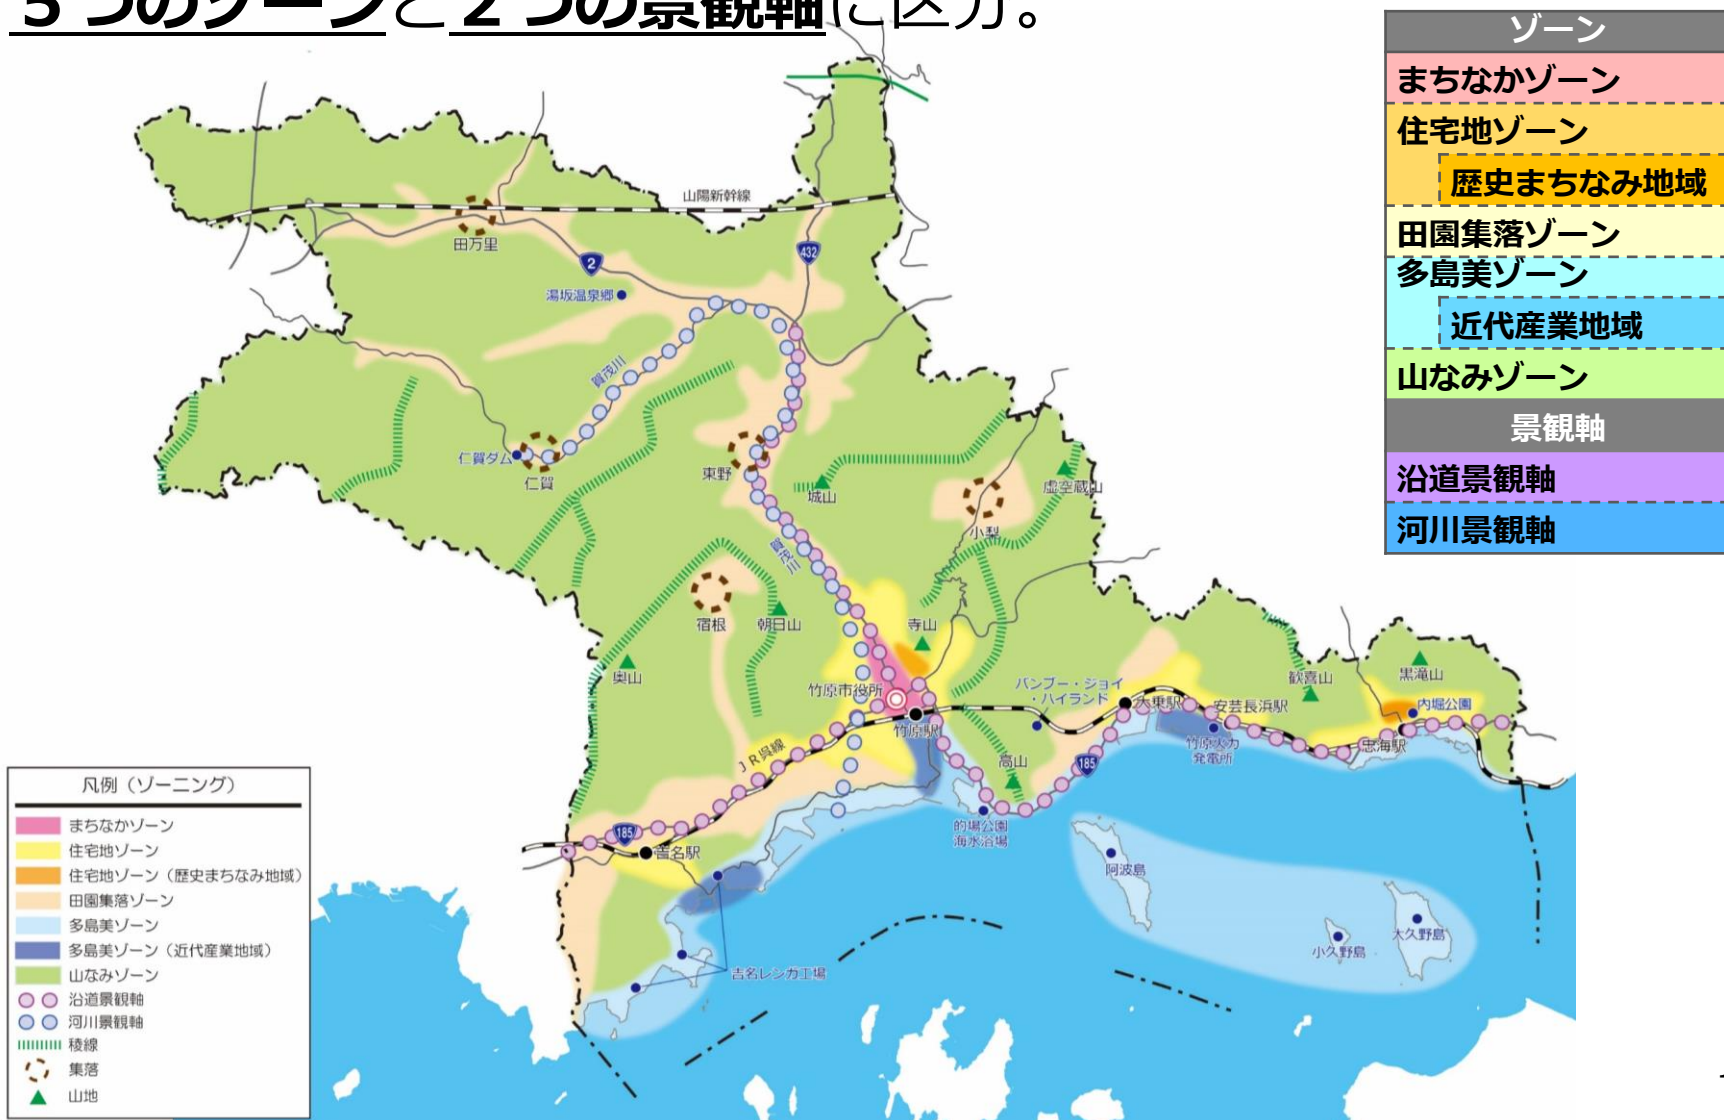 5つのゾーンと2つの景観軸に区分。
ゾーン
まちなかゾーン
住宅地ゾーン
歴史まちなみ地域
田園集落ゾーン
多島美ゾーン
近代産業地域
山なみゾーン
景観軸
沿道景観軸
河川景観軸
山陽新幹線
田万里
2
432
湯坂温泉郷
賀茂川
仁賀ダム
仁賀
東野
城山
虚空蔵山
小梨
賀茂川
宿根
朝日山
寺山
奥山
竹原市役所
バンブー・ジョイ
・ハイランド
大乗駅
安芸長浜駅
歓喜山
黒滝山
内堀公園
竹原駅
竹原火力
発電所
忠海駅
JR呉線
高山
185
的場公園
海水浴場
185
吉名駅
阿波島
大久野島
小久野島
吉名レンガ工場
凡例（ゾーニング）
まちなかゾーン
住宅地ゾーン
住宅地ゾーン（歴史まちなみ地域）
田園集落ゾーン
多島美ゾーン
多島美ゾーン（近代産業地域）
山なみゾーン
沿道景観軸
河川景観軸
稜線
集落
山地